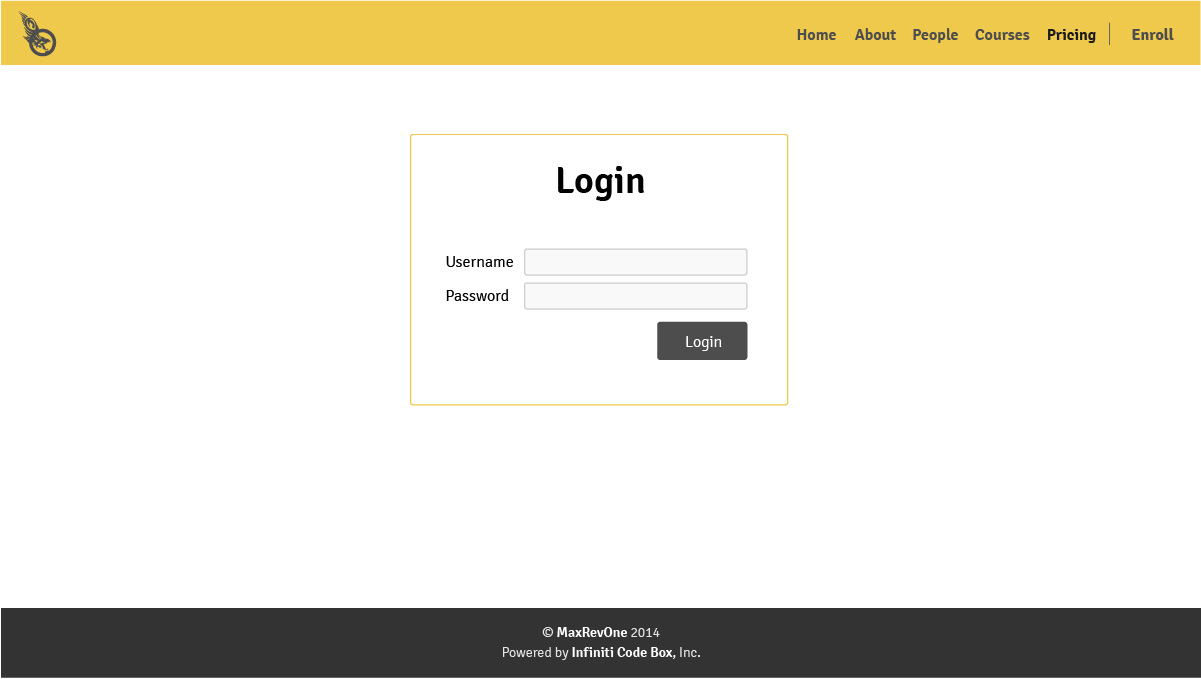 Home About People Courses Pricing Enroll
Login
Username
Password
Login
© MaxRevOne 2014
Powered by Infiniti Code Box, Inc.